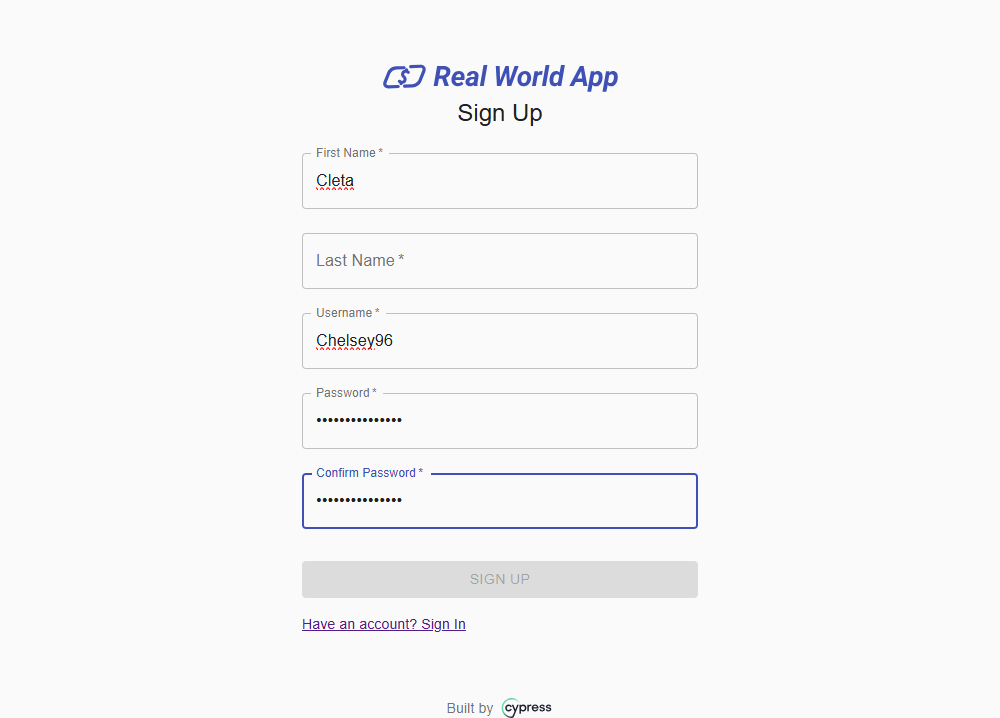 Real World App
Sign Up
First Name *
Cleta
Last Name *
Username *
Chelsey96
Password *
•••••••••••••••
Confirm Password *
•••••••••••••••
SIGN UP
Have an account? Sign In
Built by cypress